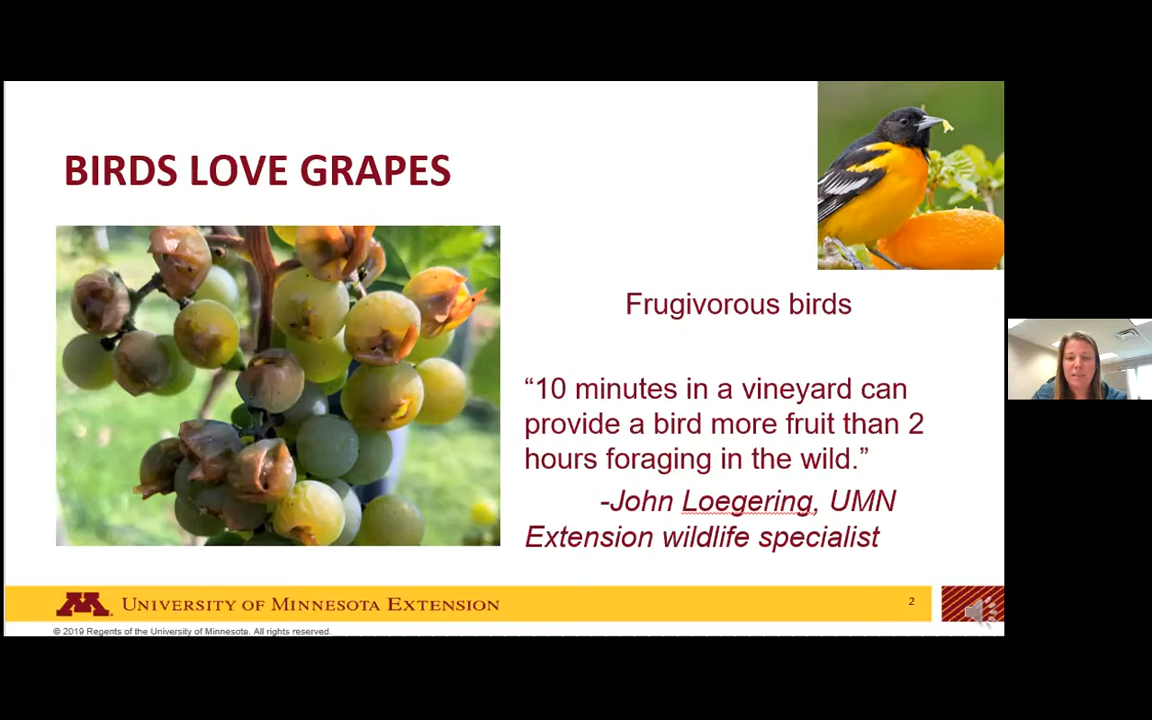 BIRDS LOVE GRAPES
Frugivorous birds
“10 minutes in a vineyard can
provide a bird more fruit than 2
hours foraging in the wild.”
-John Loegering, UMN
Extension wildlife specialist
UNIVERSITY OF MINNESOTA EXTENSION
2
© 2019 Regents of the University of Minnesota. All rights reserved.